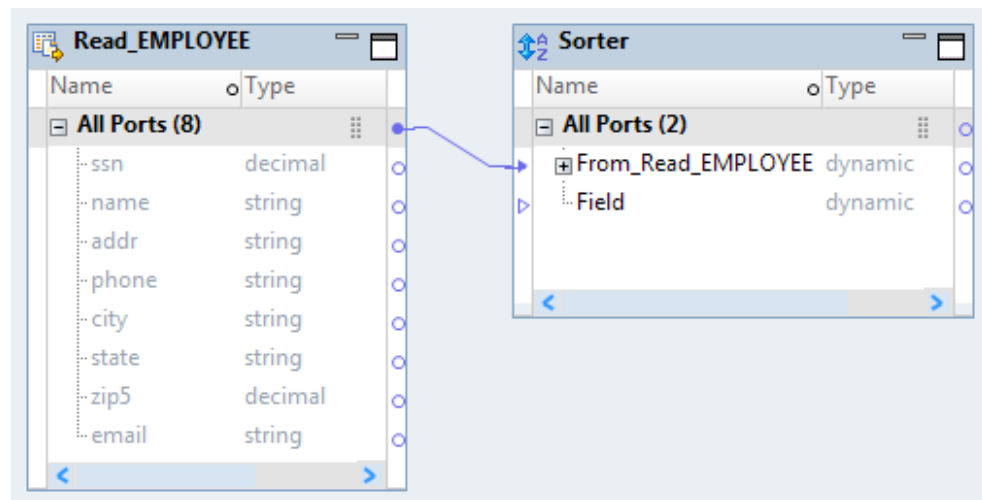 Read_EMPLOYEE
Name Type
All Ports (8)
ssn decimal
name string
addr string
phone string
city string
state string
zip5 decimal
email string
Sorter
Name Type
All Ports (2)
From_Read_EMPLOYEE dynamic
Field dynamic